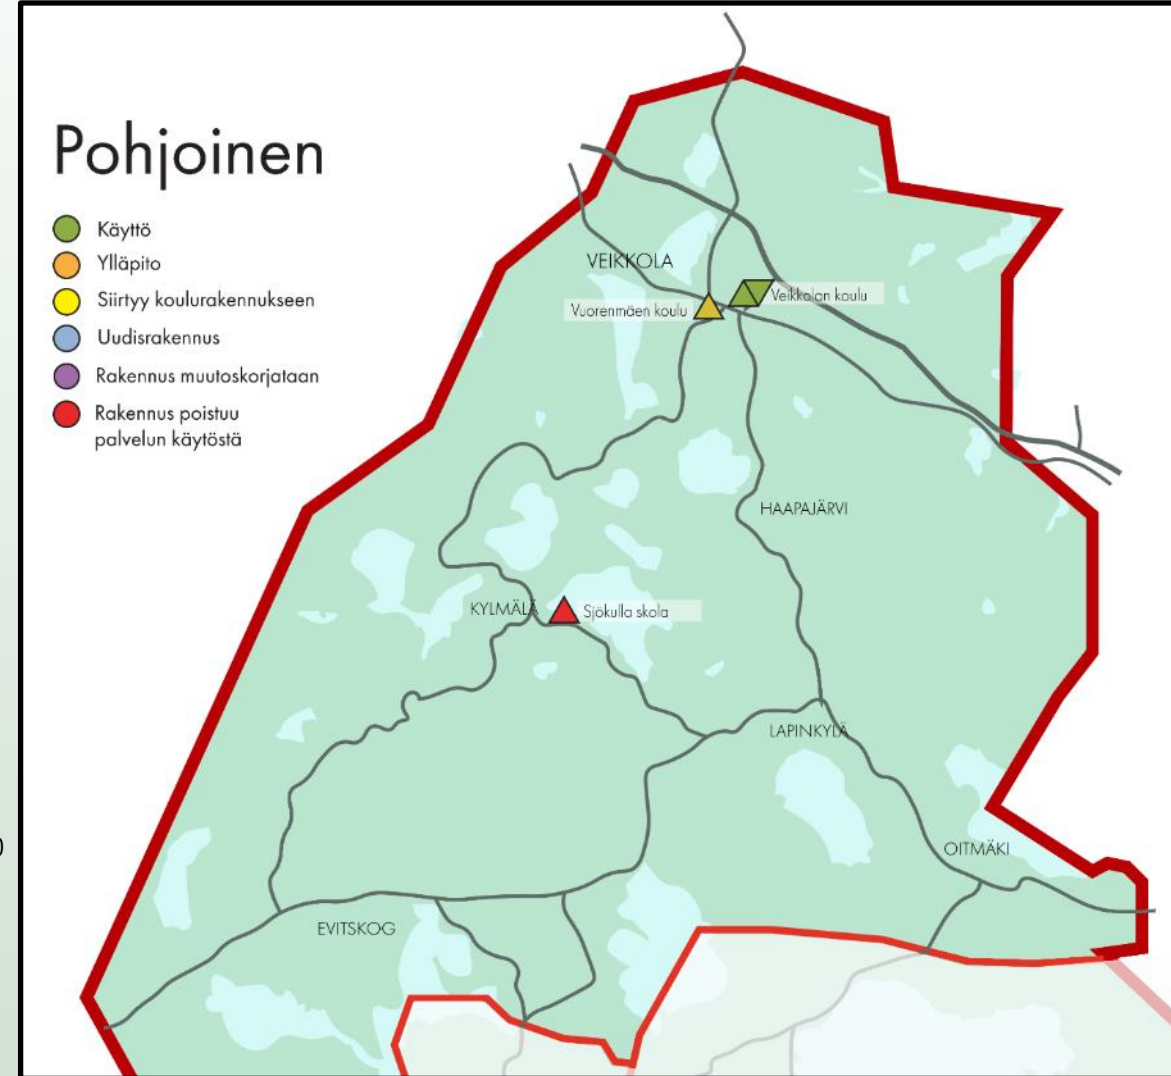 Pohjoinen
Käyttö
Ylläpito
Siirtyy koulurakennukseen
Uudisrakennus
Rakennus muutoskorjataan
Rakennus poistuu
palvelun käytöstä
VEIKKOLA
Veikkolan koulu
Vuorenmäen koulu
HAAPAJÄRVI
KYLMÄLÄ
Sjökulla skola
LAPINKYLÄ
OITMÄKI
EVITSKOG